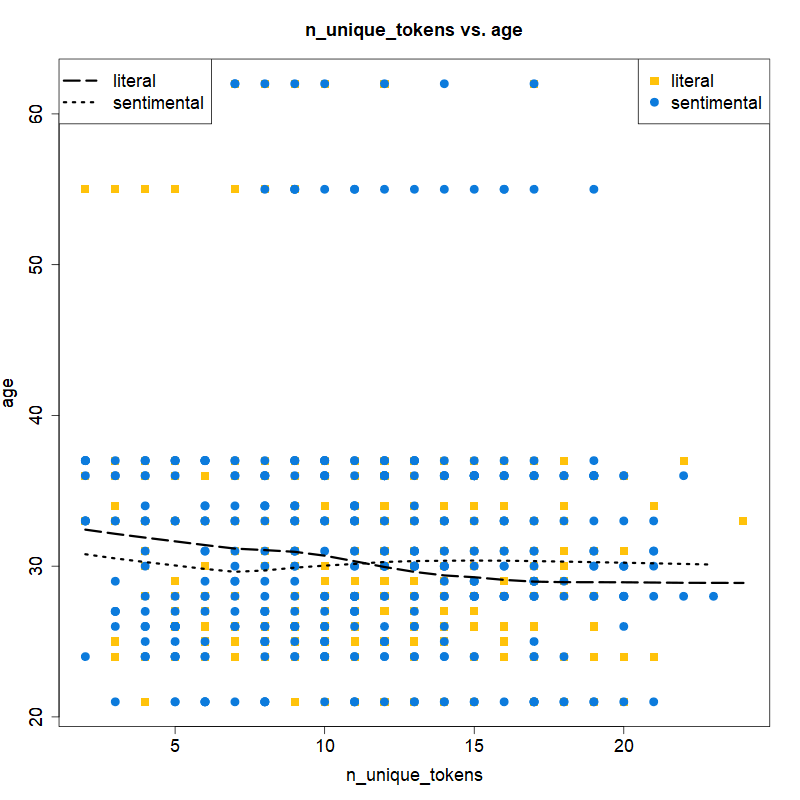 n_unique_tokens vs. age
literal
sentimental
literal
sentimental
age
60
50
40
30
20
5
10
15
20
n_unique_tokens